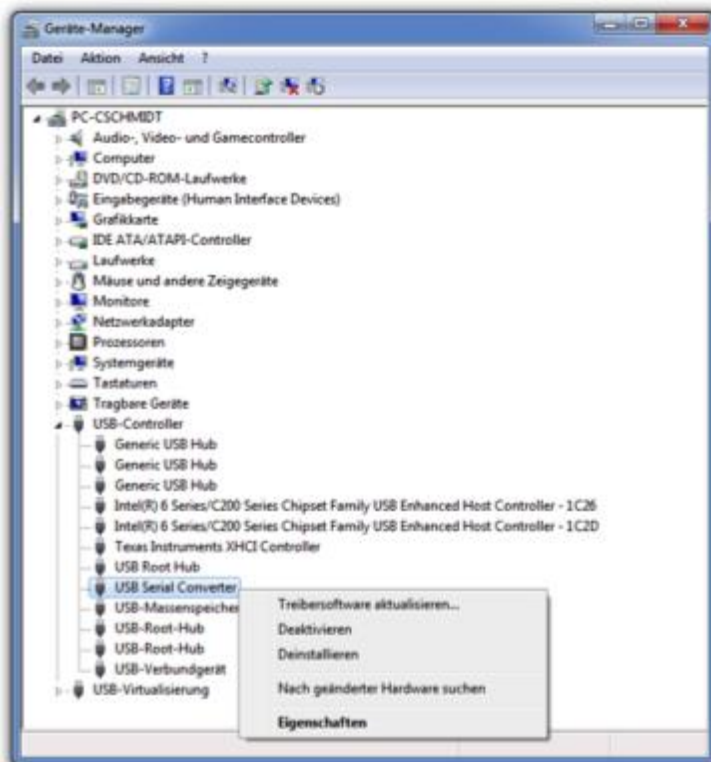 Geräte-Manager
Datei Aktion Ansicht ?
PC-CSCHMIDT
Audio-, Video- und Gamecontroller
Computer
DVD/CD-ROM-Laufwerke
Eingabegeräte (Human Interface Devices)
Grafikkarte
IDE ATA/ATAPI-Controller
Laufwerke
Mäuse und andere Zeigegeräte
Monitore
Netzwerkadapter
Prozessoren
Systemgeräte
Tastaturen
Tragbare Geräte
USB-Controller
Generic USB Hub
Generic USB Hub
Generic USB Hub
Intel(R) 6 Series/C200 Series Chipset Family USB Enhanced Host Controller - 1C26
Intel(R) 6 Series/C200 Series Chipset Family USB Enhanced Host Controller - 1C2D
Texas Instruments XHCI Controller
USB Root Hub
USB Serial Converter
USB-Massenspeicher
USB-Root-Hub
USB-Root-Hub
USB-Verbundgerät
USB-Virtualisierung
Treibersoftware aktualisieren...
Deaktivieren
Deinstallieren
Nach geänderter Hardware suchen
Eigenschaften